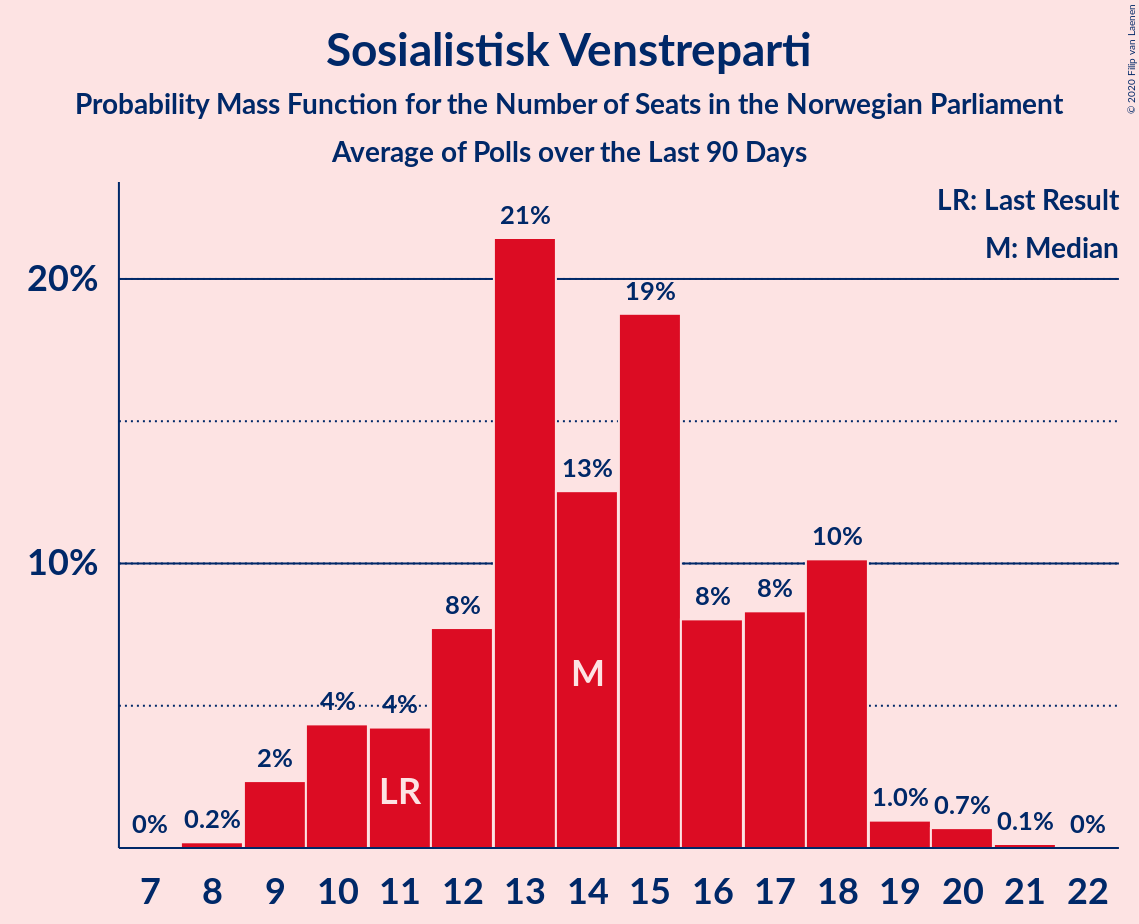 Sosialistisk Venstreparti
Probability Mass Function for the Number of Seats in the Norwegian Parliament
Average of Polls over the Last 90 Days
© 2020 Filip van Laenen
LR: Last Result
M: Median
20%
10%
0%
0.2%
2%
4%
4%
8%
21%
13%
19%
8%
8%
10%
1.0%
0.7%
0.1%
0%
LR
M
7 8 9 10 11 12 13 14 15 16 17 18 19 20 21 22